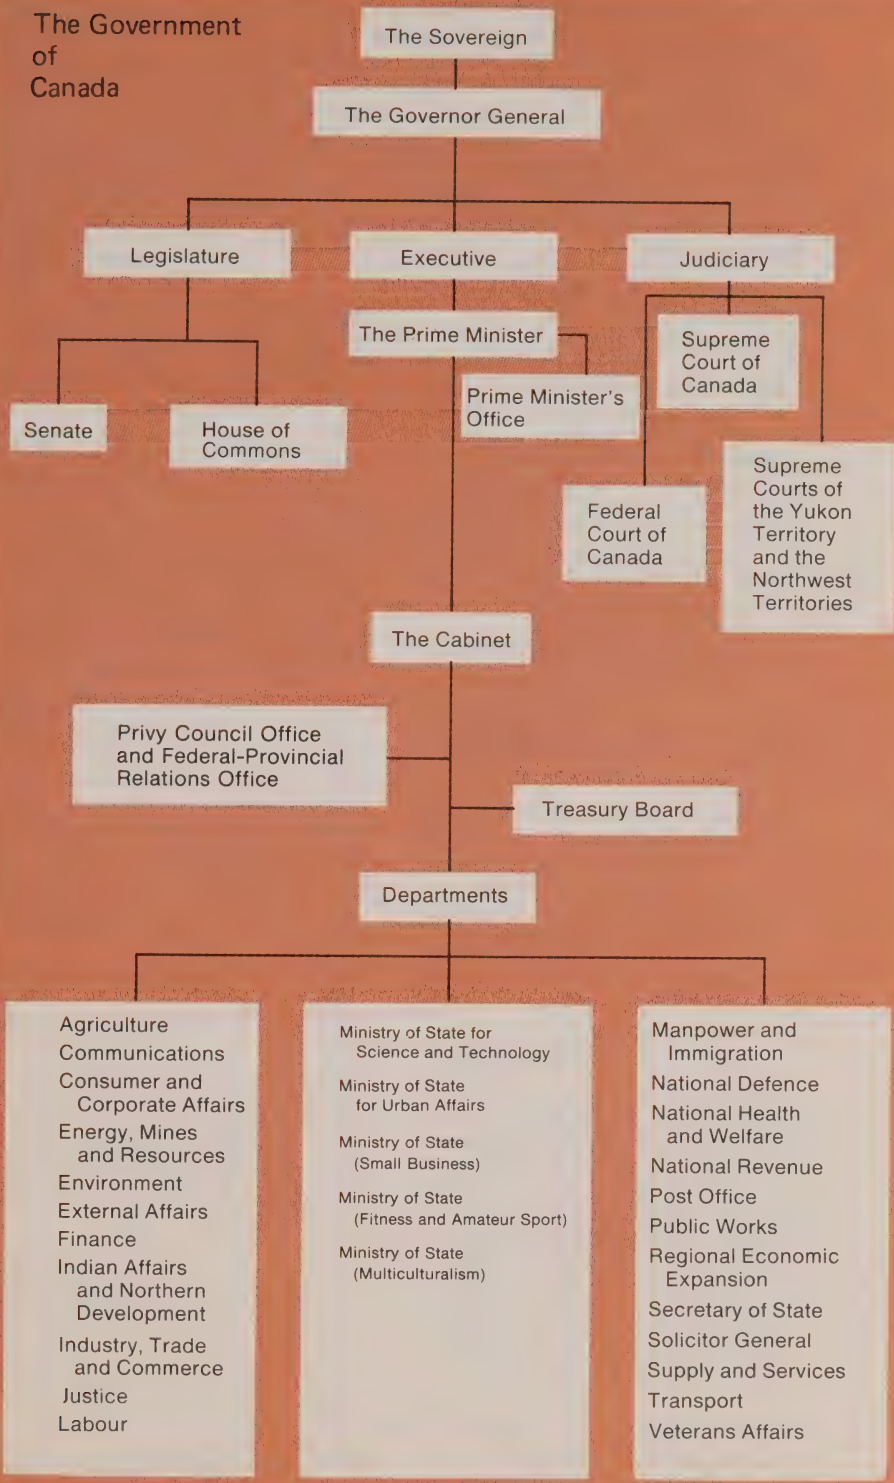 The Government
of
Canada
The Sovereign
The Governor General
Legislature
Executive
Judiciary
The Prime Minister
Prime Minister's
Office
Supreme
Court of
Canada
Senate
House of
Commons
Federal
Court of
Canada
Supreme
Courts of
the Yukon
Territory
and the
Northwest
Territories
The Cabinet
Privy Council Office
and Federal-Provincial
Relations Office
Treasury Board
Departments
Agriculture
Communications
Consumer and
Corporate Affairs
Energy, Mines
and Resources
Environment
External Affairs
Finance
Indian Affairs
and Northern
Development
Industry, Trade
and Commerce
Justice
Labour
Ministry of State for
Science and Technology
Ministry of State
for Urban Affairs
Ministry of State
(Small Business)
Ministry of State
(Fitness and Amateur Sport)
Ministry of State
(Multiculturalism)
Manpower and
Immigration
National Defence
National Health
and Welfare
National Revenue
Post Office
Public Works
Regional Economic
Expansion
Secretary of State
Solicitor General
Supply and Services
Transport
Veterans Affairs